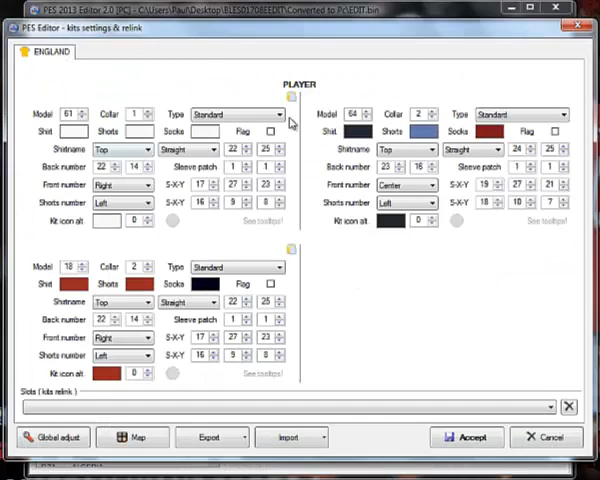 PES 2013 Editor 2.0 [PC] - C:\Users\Paul\Desktop\BLES01708EEDIT\Converted to Pc\EDIT.bin
PES Editor - kits settings & relink
ENGLAND
PLAYER
Model 61 Collar 1 Type Standard
Shirt Shorts Socks Flag
Shirtname Top Straight 22 25
Back number 22 14 Sleeve patch 1 1
Front number Right S-X-Y 17 27 23
Shorts number Left S-X-Y 16 9 8
Kit icon alt. 0 See tooltips!
Model 64 Collar 2 Type Standard
Shirt Shorts Socks Flag
Shirtname Top Straight 24 25
Back number 23 16 Sleeve patch 1 1
Front number Center S-X-Y 19 27 21
Shorts number Left S-X-Y 18 10 7
Kit icon alt. 0 See tooltips!
Model 18 Collar 2 Type Standard
Shirt Shorts Socks Flag
Shirtname Top Straight 22 25
Back number 22 14 Sleeve patch 1 1
Front number Right S-X-Y 17 27 23
Shorts number Left S-X-Y 16 9 8
Kit icon alt. 0 See tooltips!
Slots ( kits relink )
Global adjust Map Export Import Accept Cancel